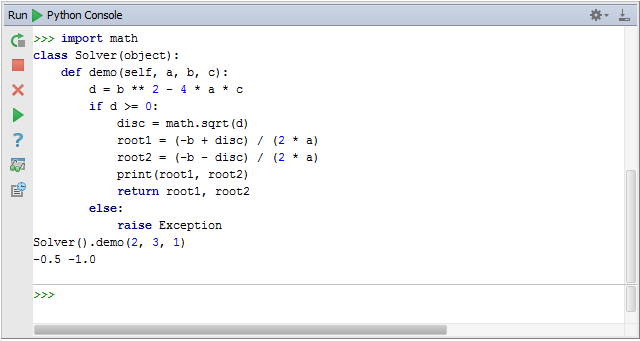 Run Python Console
>>> import math
class Solver(object):
    def demo(self, a, b, c):
        d = b ** 2 - 4 * a * c
        if d >= 0:
            disc = math.sqrt(d)
            root1 = (-b + disc) / (2 * a)
            root2 = (-b - disc) / (2 * a)
            print(root1, root2)
            return root1, root2
        else:
            raise Exception
Solver().demo(2, 3, 1)
-0.5 -1.0
>>>